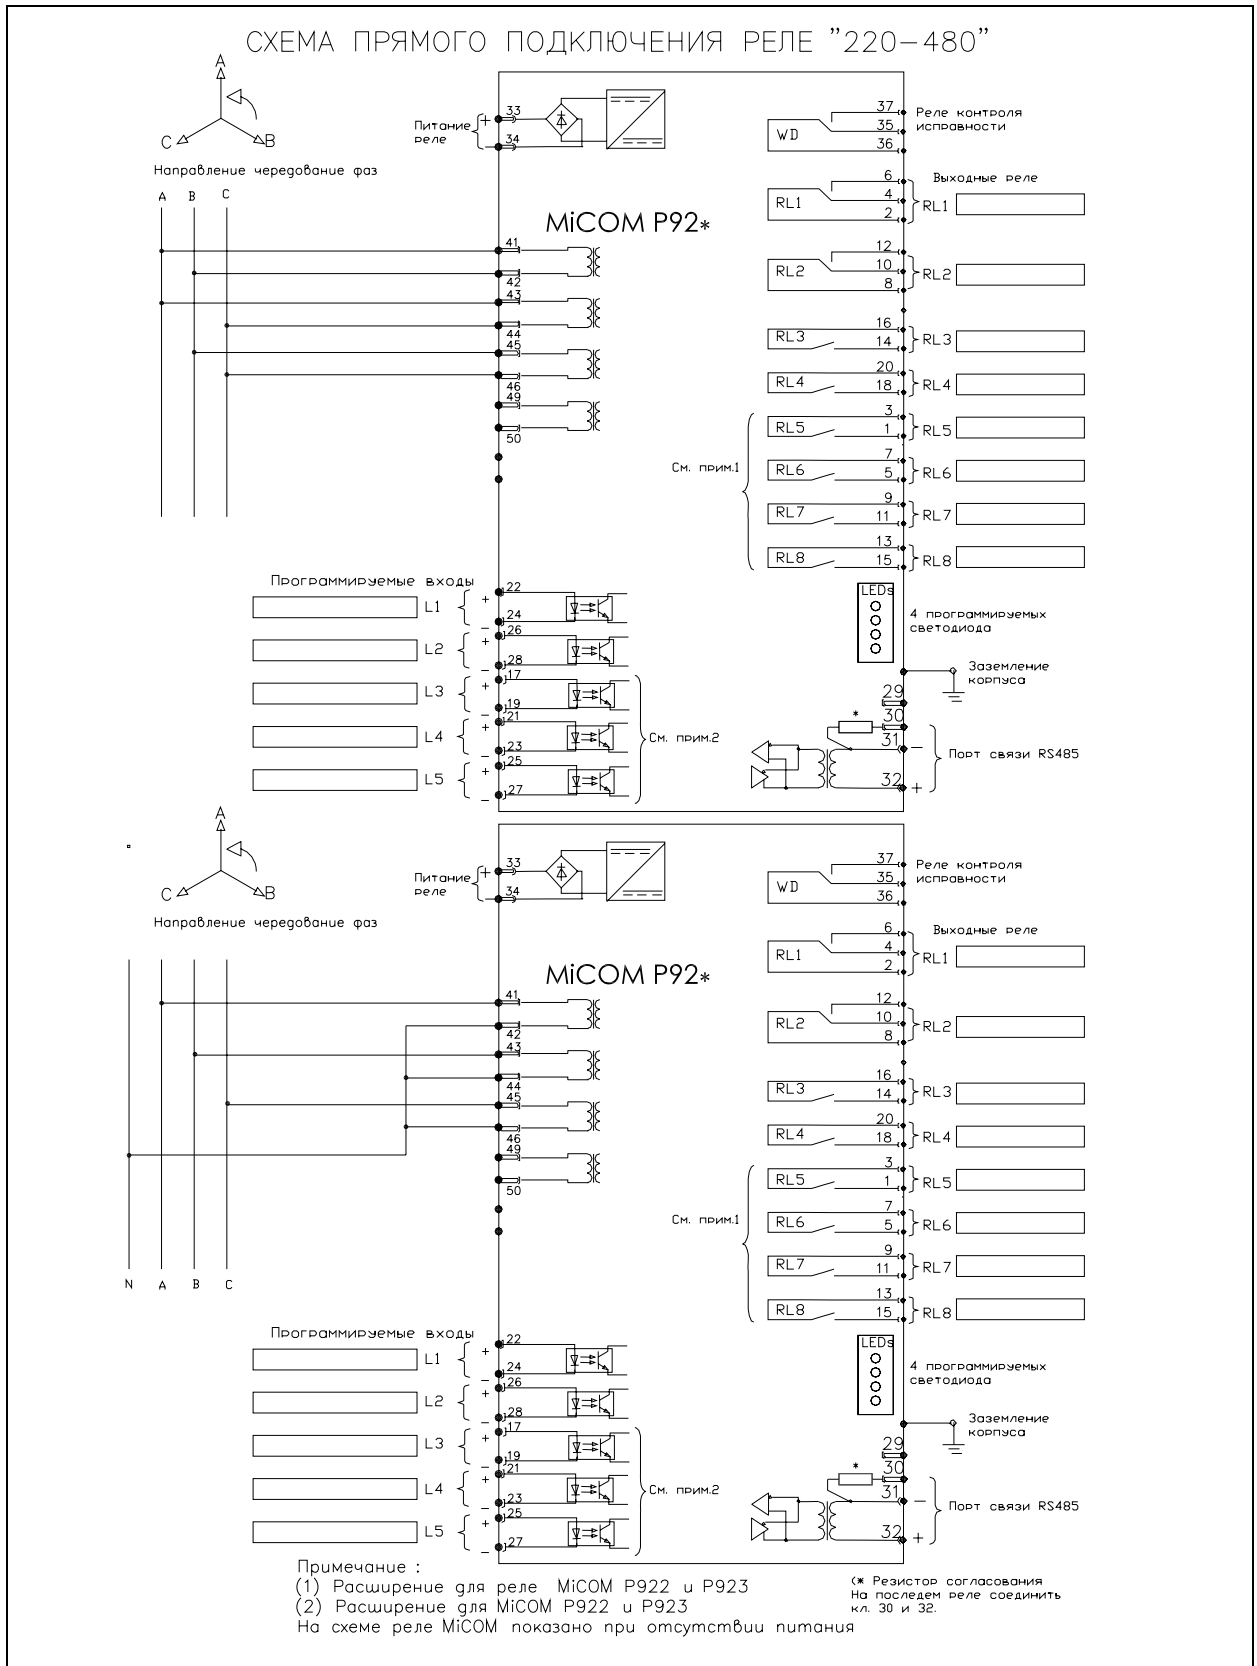 СХЕМА ПРЯМОГО ПОДКЛЮЧЕНИЯ РЕЛЕ "220-480"
A
C
B
Направление чередование фаз
A B C
Питание реле
+
-
33
34
MiCOM P92*
41
42
43
44
45
46
49
50
WD
37
35
36
Реле контроля исправности
Выходные реле
RL1
6
4
2
RL1
RL2
12
10
8
RL2
RL3
16
14
RL3
RL4
20
18
RL4
См. прим.1
RL5
3
1
RL5
RL6
7
5
RL6
RL7
9
11
RL7
RL8
13
15
RL8
Программируемые входы
L1
+
-
22
24
L2
+
-
26
28
L3
+
-
17
19
L4
+
-
21
23
L5
+
-
25
27
См. прим.2
LEDs
4 программируемых светодиода
Заземление корпуса
29
30
31
32
*
-
+
Порт связи RS485
A
C
B
Направление чередование фаз
Питание реле
+
-
33
34
MiCOM P92*
41
42
43
44
45
46
49
50
N A B C
WD
37
35
36
Реле контроля исправности
Выходные реле
RL1
6
4
2
RL1
RL2
12
10
8
RL2
RL3
16
14
RL3
RL4
20
18
RL4
См. прим.1
RL5
3
1
RL5
RL6
7
5
RL6
RL7
9
11
RL7
RL8
13
15
RL8
Программируемые входы
L1
+
-
22
24
L2
+
-
26
28
L3
+
-
17
19
L4
+
-
21
23
L5
+
-
25
27
См. прим.2
LEDs
4 программируемых светодиода
Заземление корпуса
29
30
31
32
*
-
+
Порт связи RS485
Примечание :
(1) Расширение для реле MiCOM P922 и P923
(2) Расширение для MiCOM P922 и P923
На схеме реле MiCOM показано при отсутствии питания
(* Резистор согласования
На последем реле соединить
кл. 30 и 32.